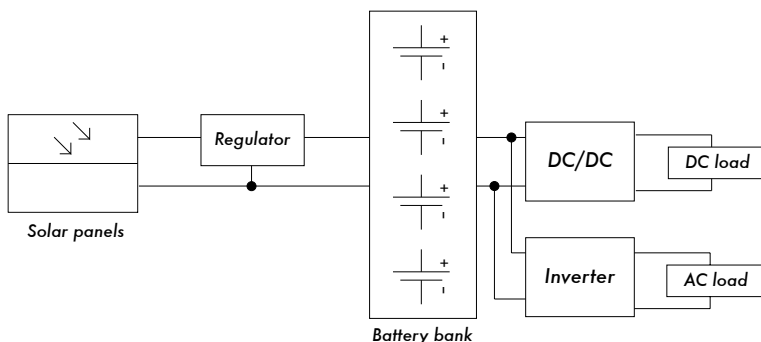 Solar panels
Regulator
+
-
+
-
+
-
+
-
Battery bank
DC/DC
DC load
Inverter
AC load